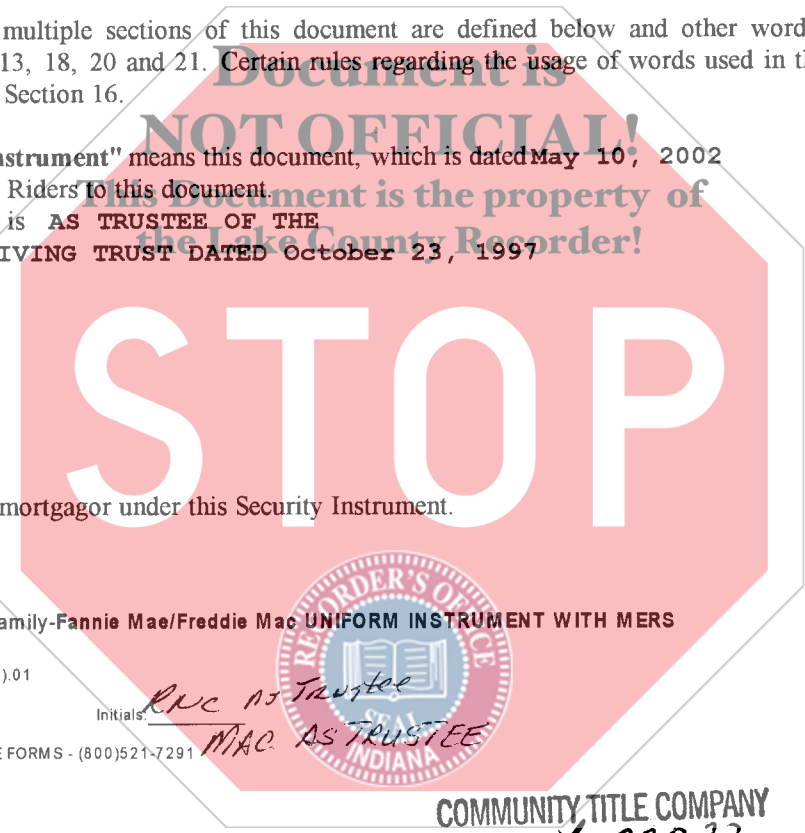 multiple sections of this document are defined below and other word
13, 18, 20 and 21. Certain rules regarding the usage of words used in th
Section 16.
Document is
NOT OFFICIAL!
nstrument" means this document, which is dated May 10, 2002
Riders to this document.
This Document is the property of
is AS TRUSTEE OF THE
the Lake County Recorder!
IVING TRUST DATED October 23, 1997
STOP
mortgagor under this Security Instrument.
RECORDER'S OFFICE
amily-Fannie Mae/Freddie Mac UNIFORM INSTRUMENT WITH MERS
).01
Initials: RNC AS Trustee
SEAL
E FORMS - (800)521-7291 MAC AS TRUSTEE
INDIANA
COMMUNITY TITLE COMPANY